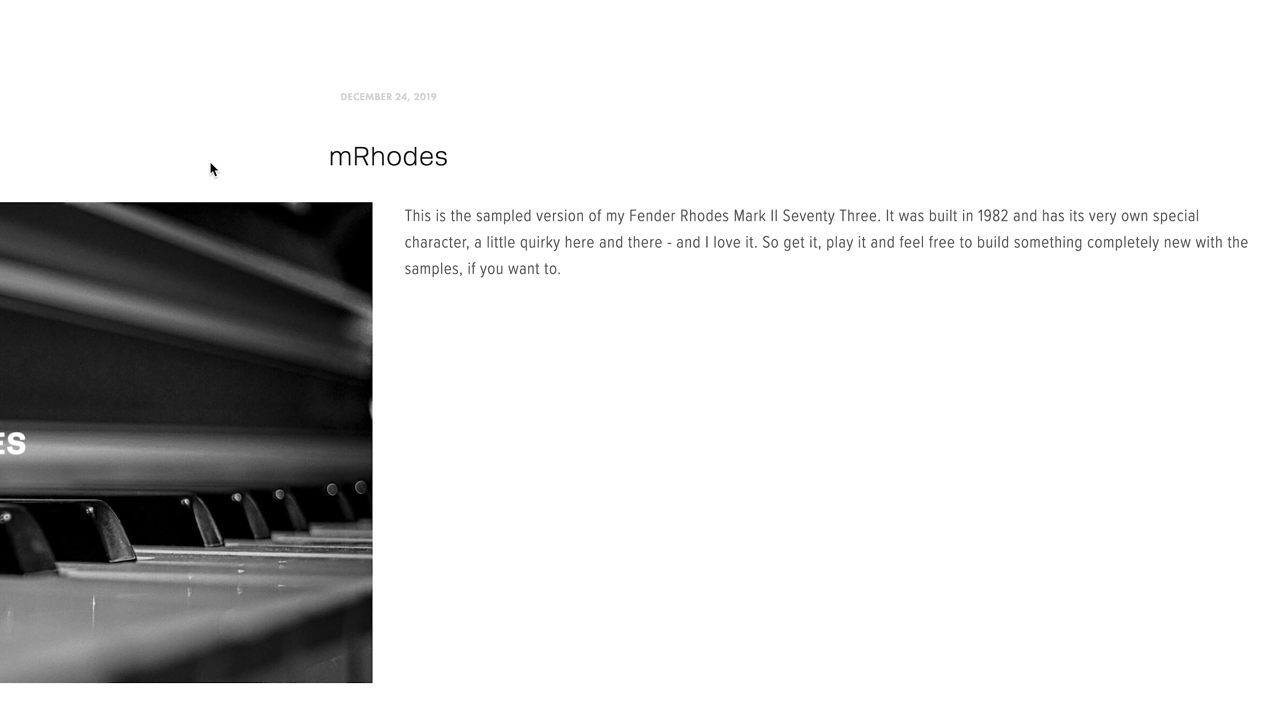 DECEMBER 24, 2019
mRhodes
This is the sampled version of my Fender Rhodes Mark II Seventy Three. It was built in 1982 and has its very own special
character, a little quirky here and there - and I love it. So get it, play it and feel free to build something completely new with the
samples, if you want to.
ES